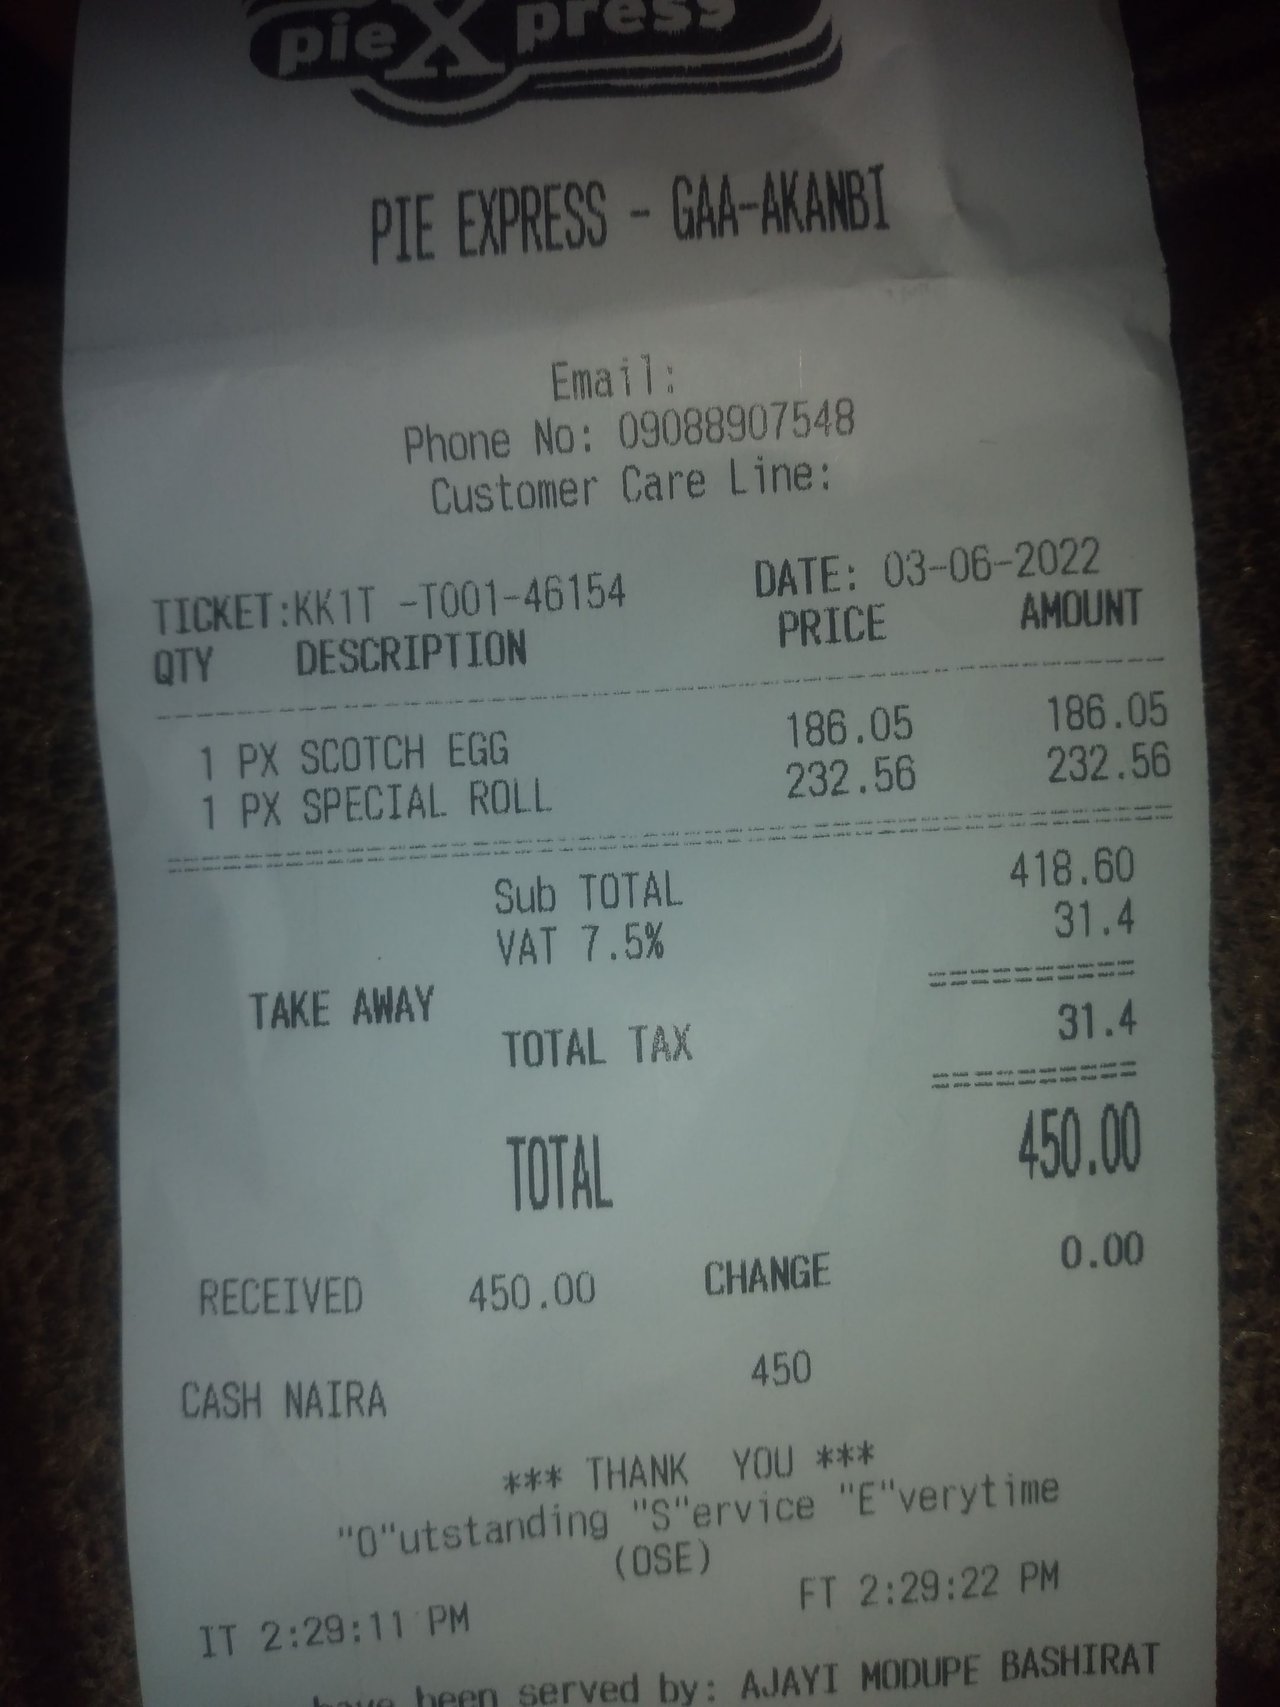 pieXpress
PIE EXPRESS - GAA-AKANBI
Email:
Phone No: 09088907548
Customer Care Line:
TICKET:KK1T -T001-46154 DATE: 03-06-2022
QTY DESCRIPTION PRICE AMOUNT
1 PX SCOTCH EGG 186.05 186.05
1 PX SPECIAL ROLL 232.56 232.56
Sub TOTAL 418.60
VAT 7.5% 31.4
TAKE AWAY
TOTAL TAX 31.4
TOTAL 450.00
RECEIVED 450.00 CHANGE 0.00
CASH NAIRA 450
*** THANK YOU ***
"O"utstanding "S"ervice "E"verytime
(OSE)
IT 2:29:11 PM FT 2:29:22 PM
have been served by: AJAYI MODUPE BASHIRAT